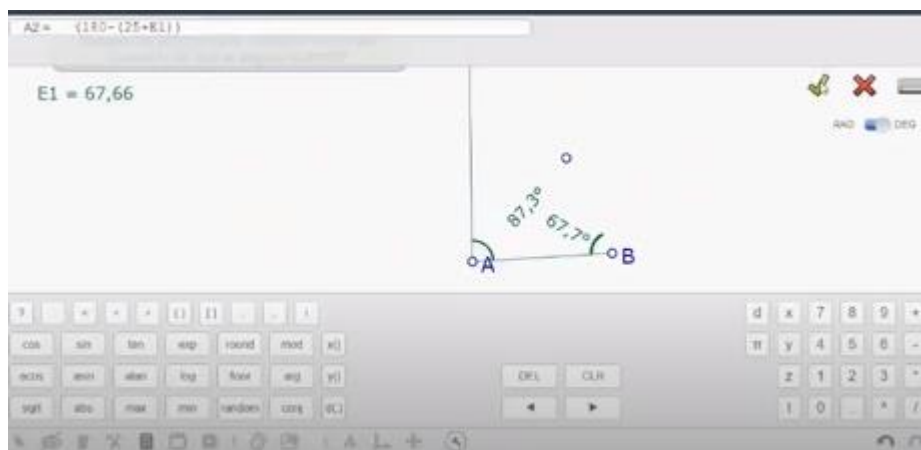 A2= (180-(25+E1))
E1 = 67,66
RAD DEG
87,3°
67,7°
A B
? < ( ) [ ]
d x 7 8 9 +
cos sin tan exp round mod x()
π y 4 5 6 -
acos asin atan log floor arg y()
DEL CLR
z 1 2 3 *
sqrt abs max min random conj d()
t 0 . ^ /